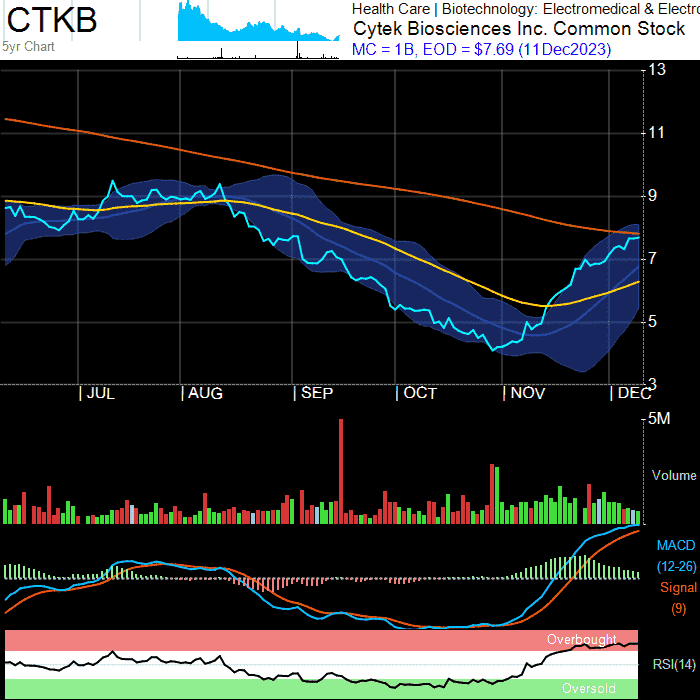 CTKB
5yr Chart
Health Care | Biotechnology: Electromedical & Electro
Cytek Biosciences Inc. Common Stock
MC = 1B, EOD = $7.69 (11Dec2023)
13
11
9
7
5
3
| JUL | AUG | SEP | OCT | NOV | DEC
5M
Volume
MACD
(12-26)
Signal
(9)
Overbought
RSI(14)
Oversold